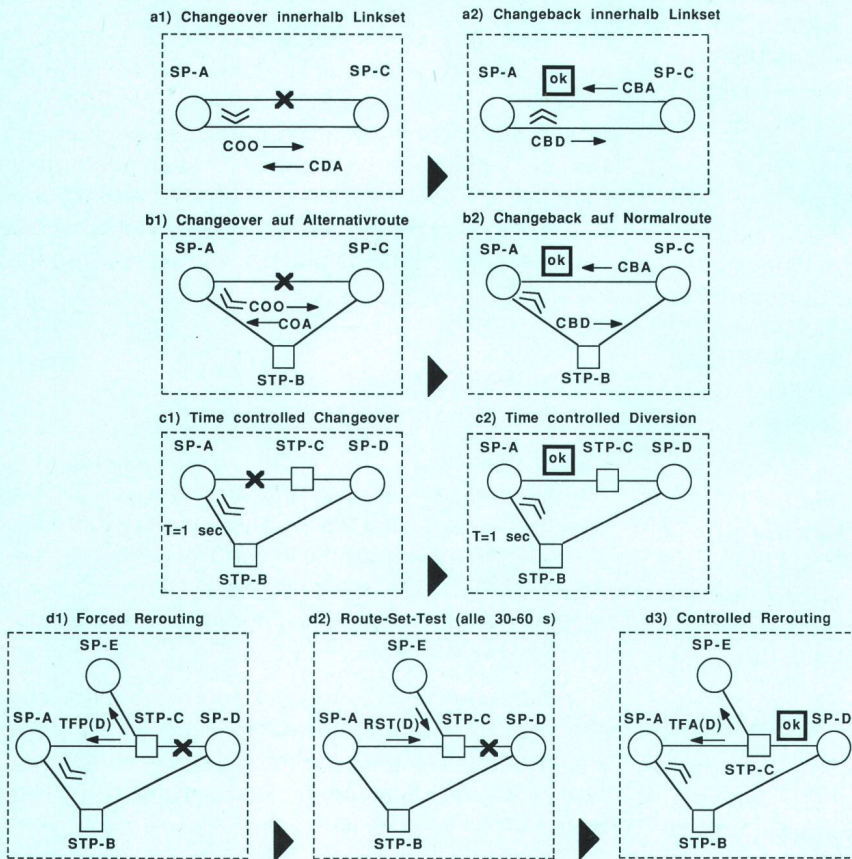 a1) Changeover innerhalb Linkset
SP-A
SP-C
COO
CDA
a2) Changeback innerhalb Linkset
SP-A
ok
SP-C
CBA
CBD
b1) Changeover auf Alternativroute
SP-A
SP-C
COO
COA
STP-B
b2) Changeback auf Normalroute
SP-A
ok
SP-C
CBA
CBD
STP-B
c1) Time controlled Changeover
SP-A
STP-C
SP-D
T=1 sec
STP-B
c2) Time controlled Diversion
SP-A
ok
STP-C
SP-D
T=1 sec
STP-B
d1) Forced Rerouting
SP-E
SP-A
TFP(D)
STP-C
SP-D
STP-B
d2) Route-Set-Test (alle 30-60 s)
SP-E
SP-A
RST(D)
STP-C
SP-D
STP-B
d3) Controlled Rerouting
SP-E
SP-A
TFA(D)
ok
SP-D
STP-C
STP-B